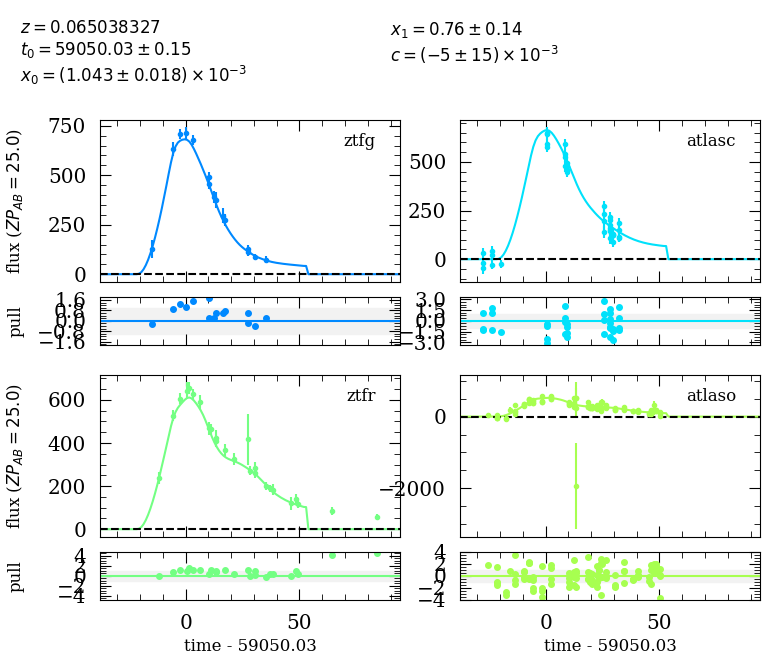 z = 0.065038327
t₀ = 59050.03 ± 0.15
x₀ = (1.043 ± 0.018) × 10⁻³
x₁ = 0.76 ± 0.14
c = (−5 ± 15) × 10⁻³
flux (ZP_AB = 25.0)
750
500
250
0
ztfg
500
250
0
atlasc
pull
1.6
0.8
0.0
−0.8
−1.6
3.0
1.5
0.0
−1.5
−3.0
flux (ZP_AB = 25.0)
600
400
200
0
ztfr
0
−2000
atlaso
pull
4
2
0
−2
−4
4
2
0
−2
−4
0 50
0 50
time - 59050.03
time - 59050.03